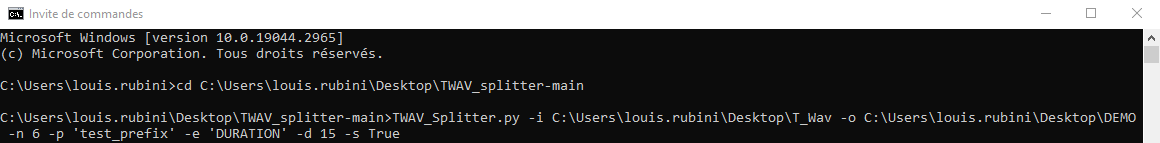 Invite de commandes
Microsoft Windows [version 10.0.19044.2965]
(c) Microsoft Corporation. Tous droits réservés.
C:\Users\louis.rubini>cd C:\Users\louis.rubini\Desktop\TWAV_splitter-main
C:\Users\louis.rubini\Desktop\TWAV_splitter-main>TWAV_Splitter.py -i C:\Users\louis.rubini\Desktop\T_Wav -o C:\Users\louis.rubini\Desktop\DEMO
-n 6 -p 'test_prefix' -e 'DURATION' -d 15 -s True